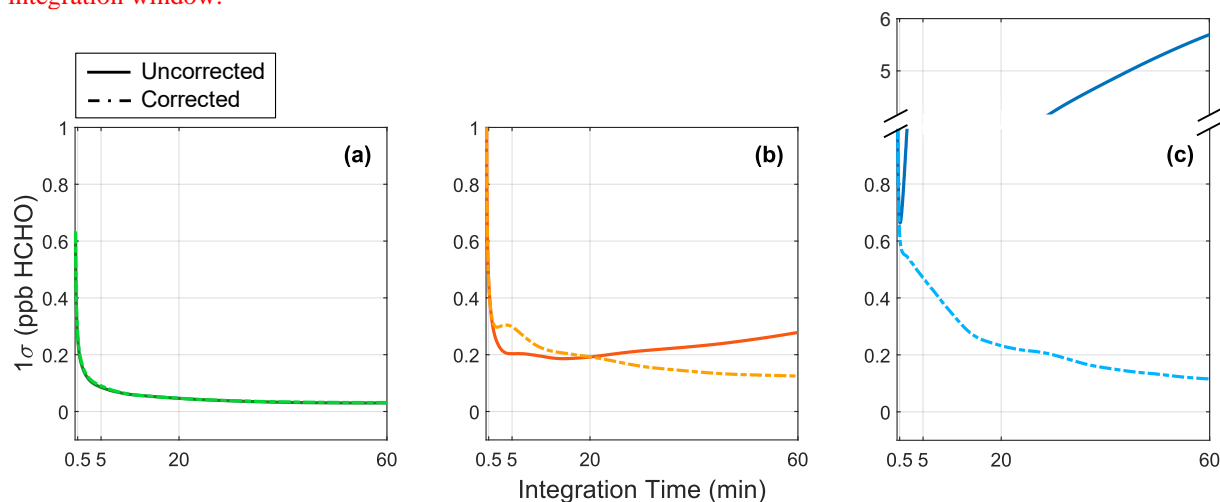 integration window.
Uncorrected
Corrected
1σ (ppb HCHO)
1
0.8
0.6
0.4
0.2
0
(a)
0.5 5 20 60
1
0.8
0.6
0.4
0.2
0
(b)
0.5 5 20 60
6
5
0.8
0.6
0.4
0.2
0
(c)
0.5 5 20 60
Integration Time (min)